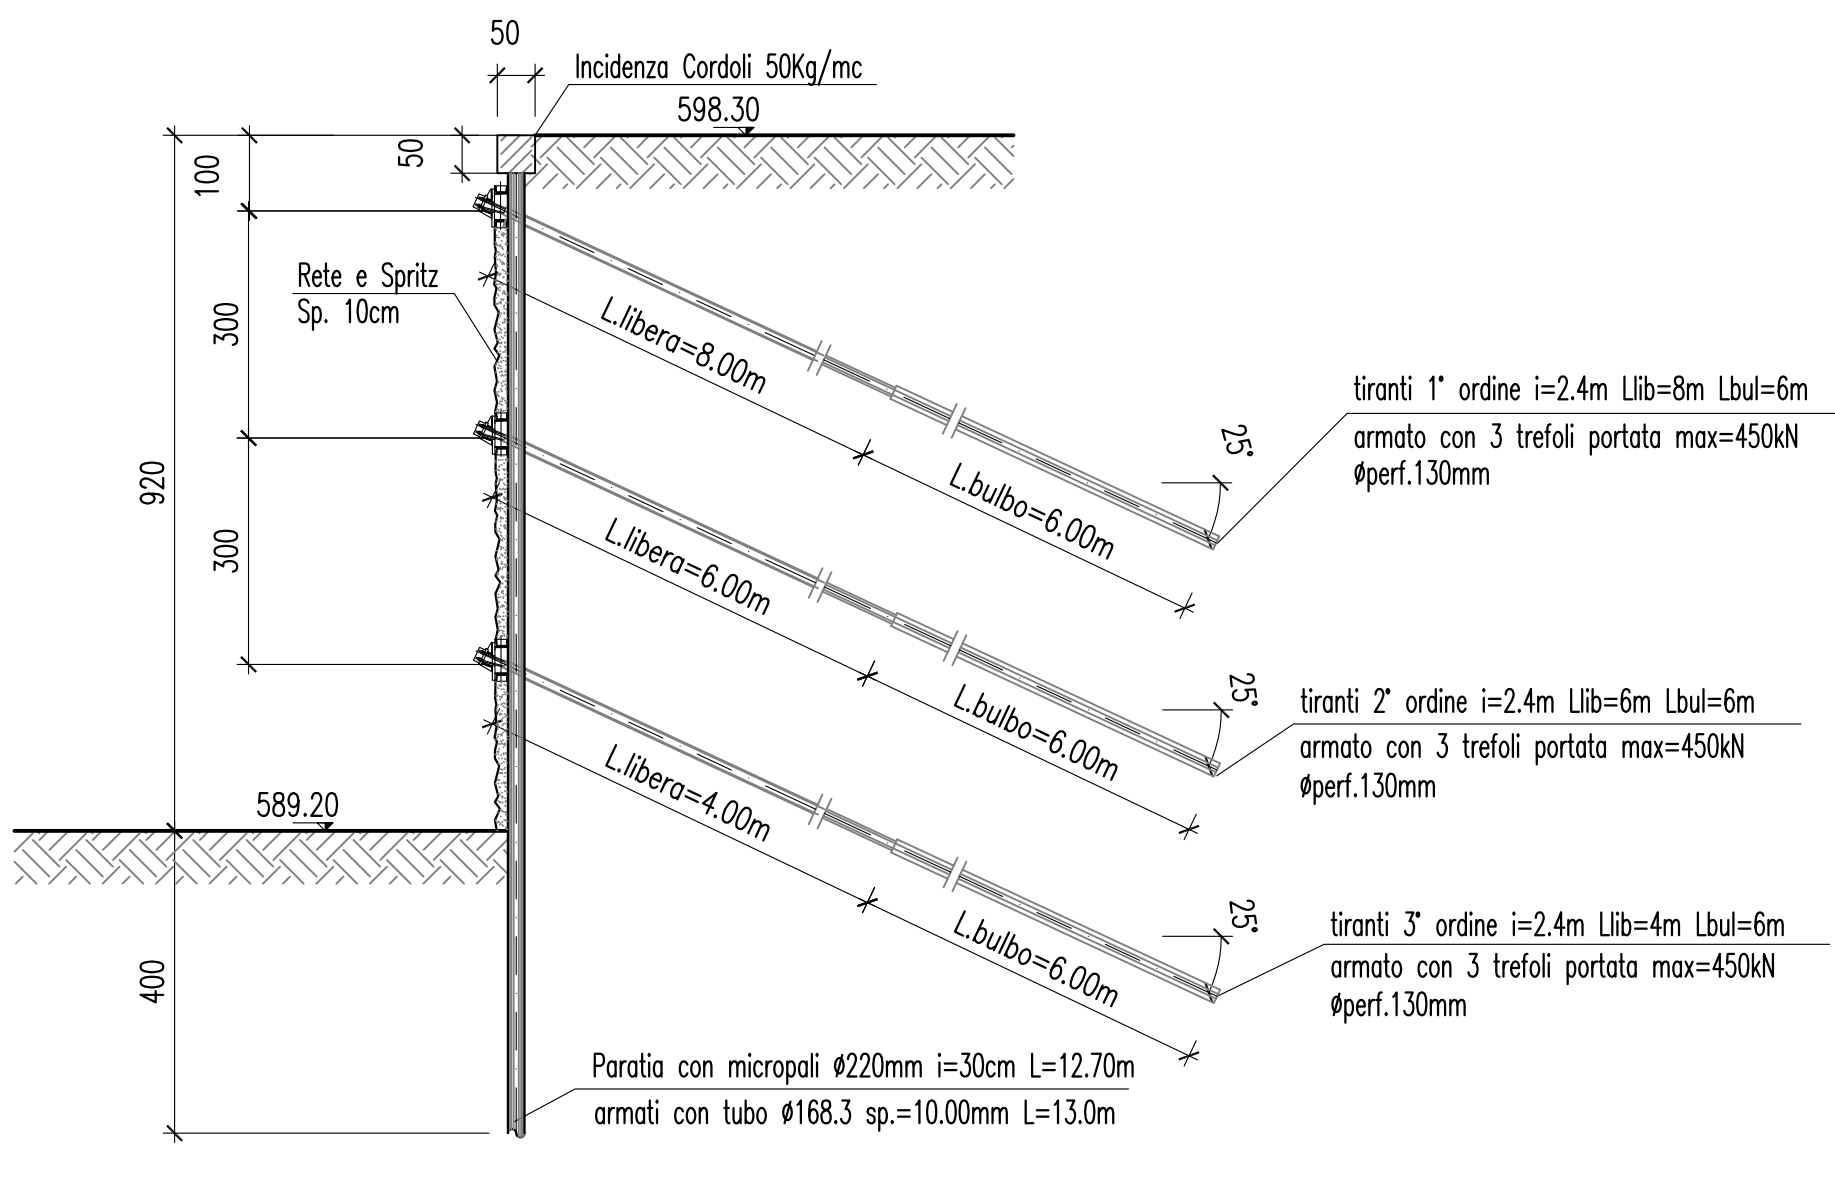 50
Incidenza Cordoli 50Kg/mc
598.30
100
50
Rete e Spritz
Sp. 10cm
300
L.libera=8.00m
tiranti 1° ordine i=2.4m Llib=8m Lbul=6m
armato con 3 trefoli portata max=450kN
Øperf.130mm
25°
920
L.bulbo=6.00m
300
L.libera=6.00m
25°
tiranti 2° ordine i=2.4m Llib=6m Lbul=6m
armato con 3 trefoli portata max=450kN
Øperf.130mm
L.bulbo=6.00m
589.20
L.libera=4.00m
25°
tiranti 3° ordine i=2.4m Llib=4m Lbul=6m
armato con 3 trefoli portata max=450kN
Øperf.130mm
L.bulbo=6.00m
400
Paratia con micropali Ø220mm i=30cm L=12.70m
armati con tubo Ø168.3 sp.=10.00mm L=13.0m